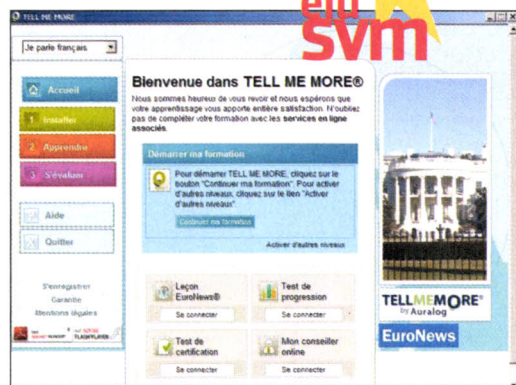 élu
svm
TELL ME MORE
Je parle français
Accueil
1 Installer
2 Apprendre
3 S'évaluer
Aide
Quitter
S'enregistrer
Garantie
Mentions légales
Bienvenue dans TELL ME MORE®
Nous sommes heureux de vous revoir et nous espérons que
votre apprentissage vous apporte entière satisfaction. N'oubliez
pas de compléter votre formation avec les services en ligne
associés.
Démarrer ma formation
Pour démarrer TELL ME MORE, cliquez sur le
bouton "Continuer ma formation". Pour activer
d'autres niveaux, cliquez sur le lien "Activer
d'autres niveaux".
Continuer ma formation
Activer d'autres niveaux
Leçon
EuroNews®
Se connecter
Test de
progression
Se connecter
Test de
certification
Se connecter
Mon conseiller
online
Se connecter
TELLMEMORE®
by Auralog
EuroNews